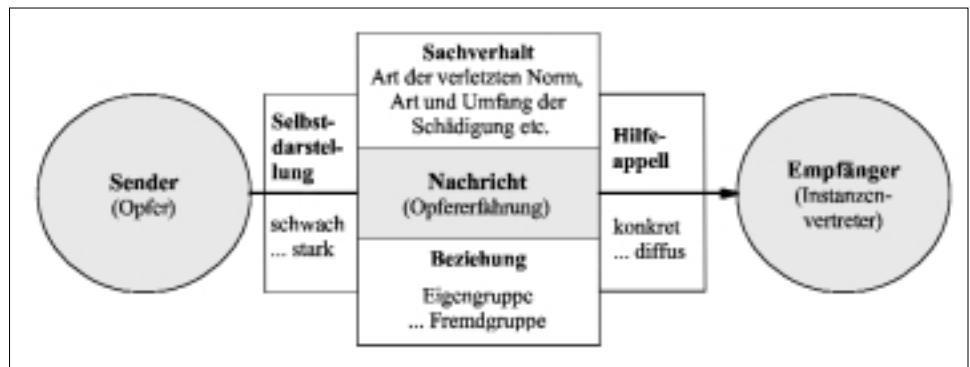 Sender
(Opfer)
Selbst-
darstel-
lung
schwach
... stark
Sachverhalt
Art der verletzten Norm,
Art und Umfang der
Schädigung etc.
Nachricht
(Opfererfahrung)
Beziehung
Eigengruppe
... Fremdgruppe
Hilfe-
appell
konkret
... diffus
Empfänger
(Instanzen-
vertreter)